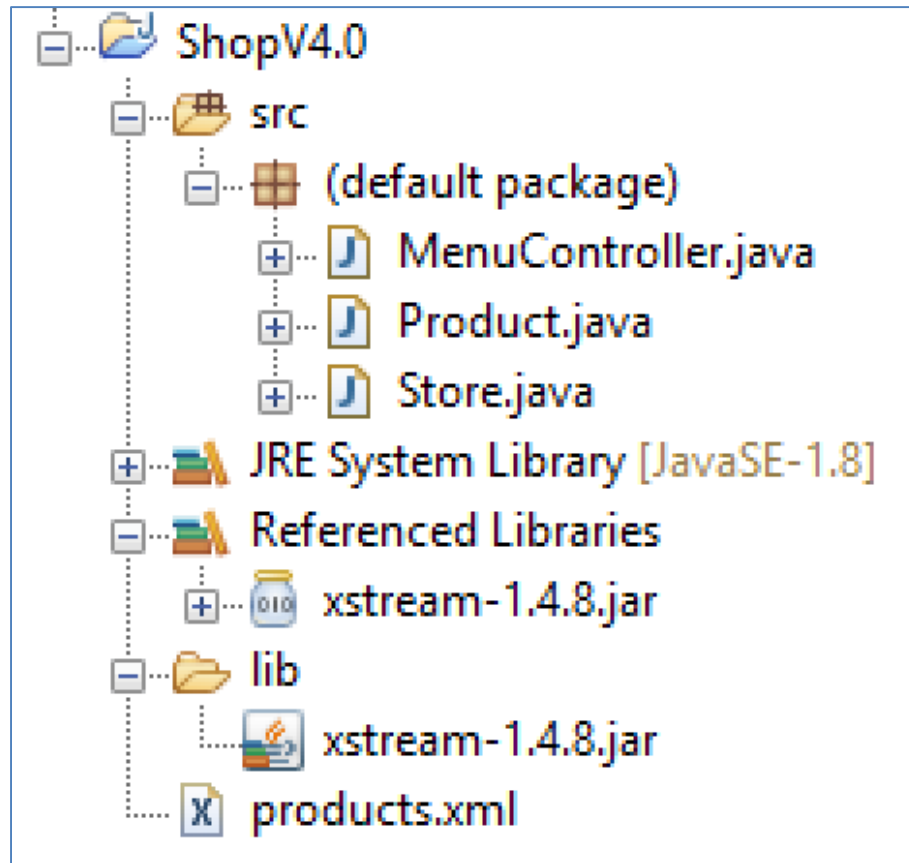 ShopV4.0
src
(default package)
MenuController.java
Product.java
Store.java
JRE System Library [JavaSE-1.8]
Referenced Libraries
xstream-1.4.8.jar
lib
xstream-1.4.8.jar
products.xml